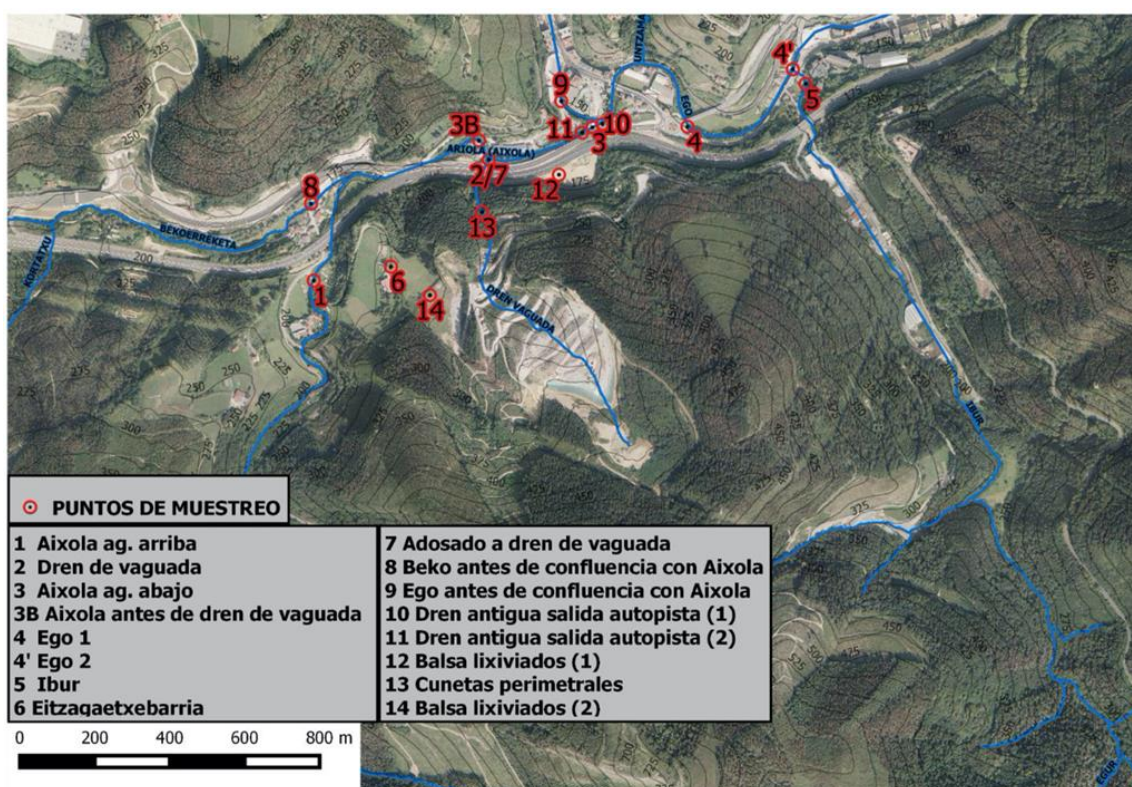 UNTZAMA
4'
9
5
EGO
10
3B
11
3
4
ARIOLA (AIXOLA)
2/7
12
175
8
13
BEKOERREKETA
KORTATXU
200
6
1
14
DREN VAGUADA
IBUR
EGUR
PUNTOS DE MUESTREO
1 Aixola ag. arriba
2 Dren de vaguada
3 Aixola ag. abajo
3B Aixola antes de dren de vaguada
4 Ego 1
4' Ego 2
5 Ibur
6 Eitzagaetxebarria
7 Adosado a dren de vaguada
8 Beko antes de confluencia con Aixola
9 Ego antes de confluencia con Aixola
10 Dren antigua salida autopista (1)
11 Dren antigua salida autopista (2)
12 Balsa lixiviados (1)
13 Cunetas perimetrales
14 Balsa lixiviados (2)
0 200 400 600 800 m